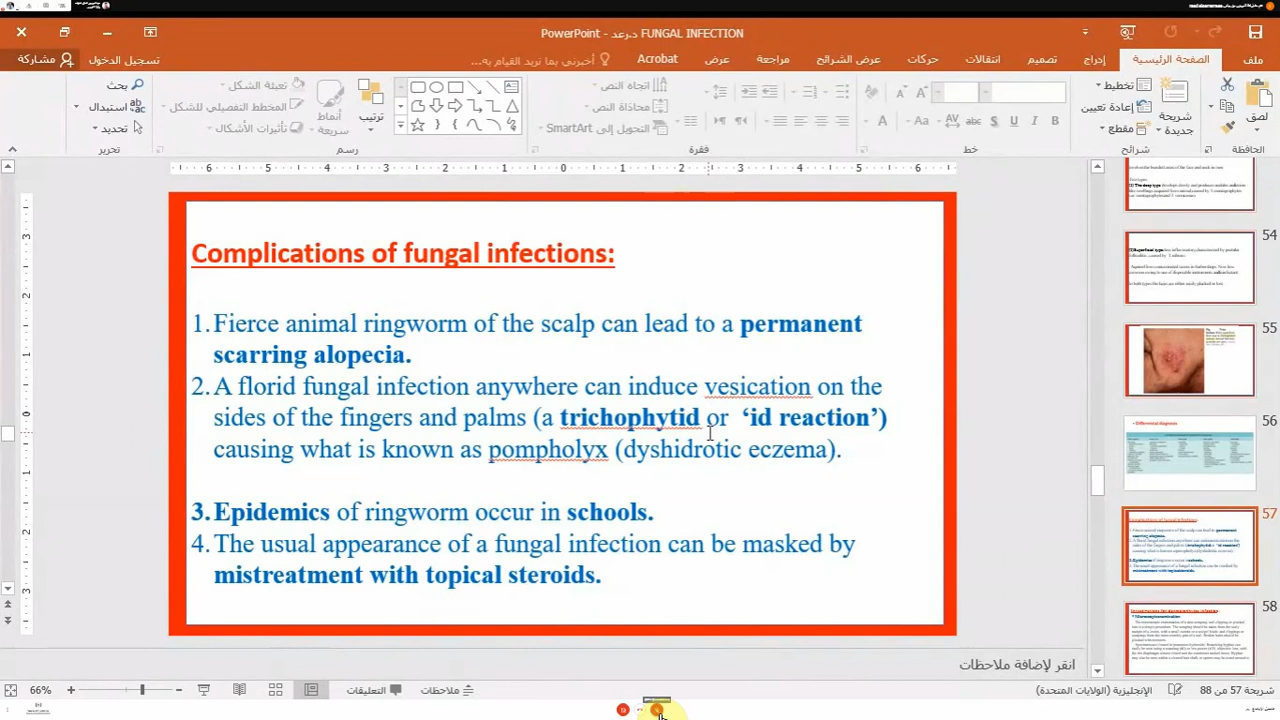 PowerPoint - د.رعد FUNGAL INFECTION
ملف
الصفحة الرئيسية
إدراج
تصميم
انتقالات
حركات
عرض الشرائح
مراجعة
عرض
Acrobat
أخبرني بما تريد القيام به...
تسجيل الدخول
مشاركة
لصق
الحافظة
شريحة جديدة
تخطيط
إعادة تعيين
مقطع
شرائح
خط
اتجاه النص
محاذاة النص
التحويل إلى SmartArt
فقرة
ترتيب
أنماط سريعة
تعبئة الشكل
المخطط التفصيلي للشكل
تأثيرات الأشكال
رسم
بحث
استبدال
تحديد
تحرير
Complications of fungal infections:
1. Fierce animal ringworm of the scalp can lead to a permanent
scarring alopecia.
2. A florid fungal infection anywhere can induce vesication on the
sides of the fingers and palms (a trichophytid or 'id reaction')
causing what is known as pompholyx (dyshidrotic eczema).
3. Epidemics of ringworm occur in schools.
4. The usual appearance of a fungal infection can be masked by
mistreatment with topical steroids.
54
55
56
57
58
انقر لإضافة ملاحظات
شريحة 57 من 88
الإنجليزية (الولايات المتحدة)
ملاحظات
التعليقات
66%